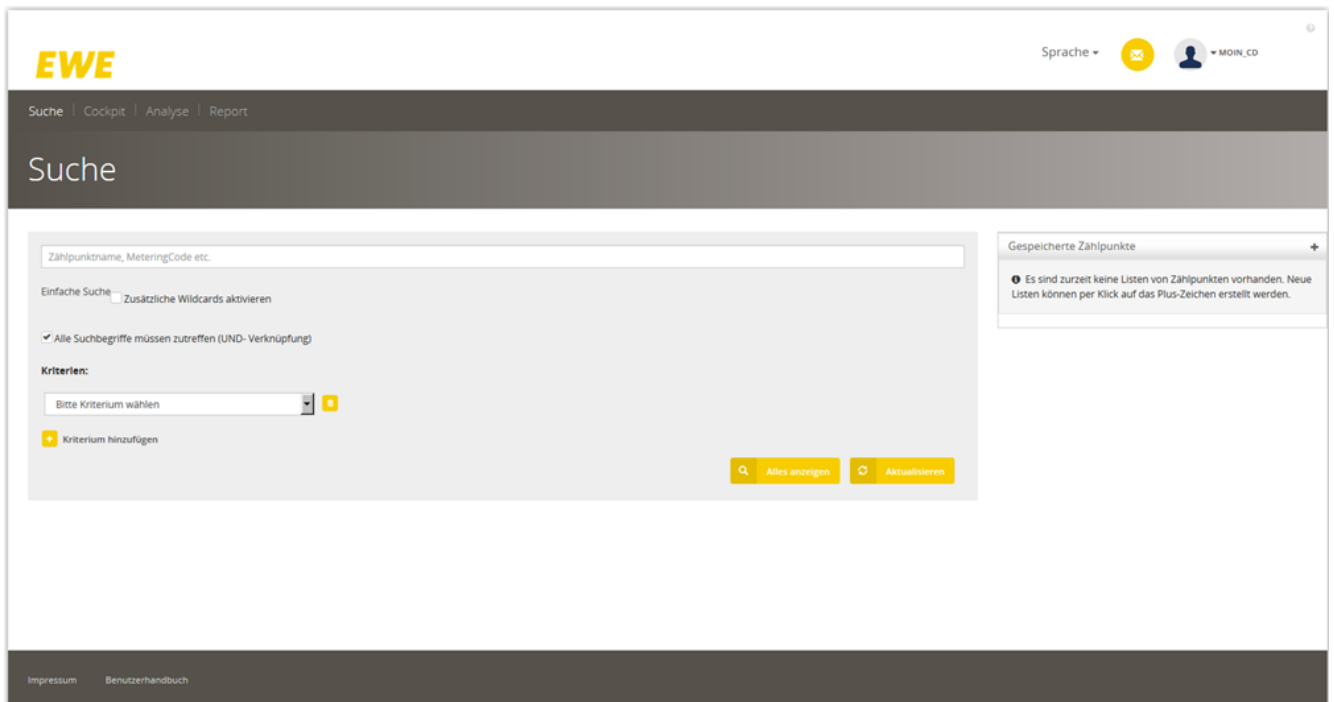 EWE
Sprache
MOIN_CD
Suche | Cockpit | Analyse | Report
Suche
Zählpunktname, MeteringCode etc.
Einfache Suche
Zusätzliche Wildcards aktivieren
Alle Suchbegriffe müssen zutreffen (UND- Verknüpfung)
Kriterien:
Bitte Kriterium wählen
Kriterium hinzufügen
Alles anzeigen
Aktualisieren
Gespeicherte Zählpunkte
Es sind zurzeit keine Listen von Zählpunkten vorhanden. Neue
Listen können per Klick auf das Plus-Zeichen erstellt werden.
Impressum
Benutzerhandbuch